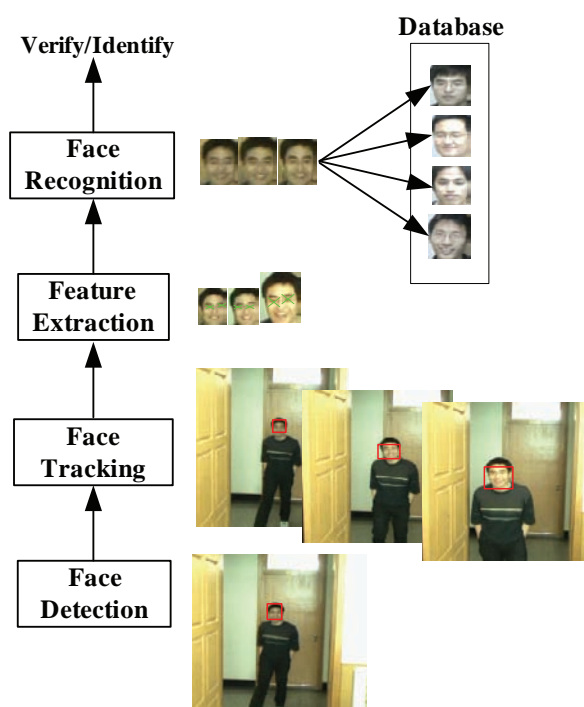 Database
Verify/Identify
Face
Recognition
Feature
Extraction
Face
Tracking
Face
Detection